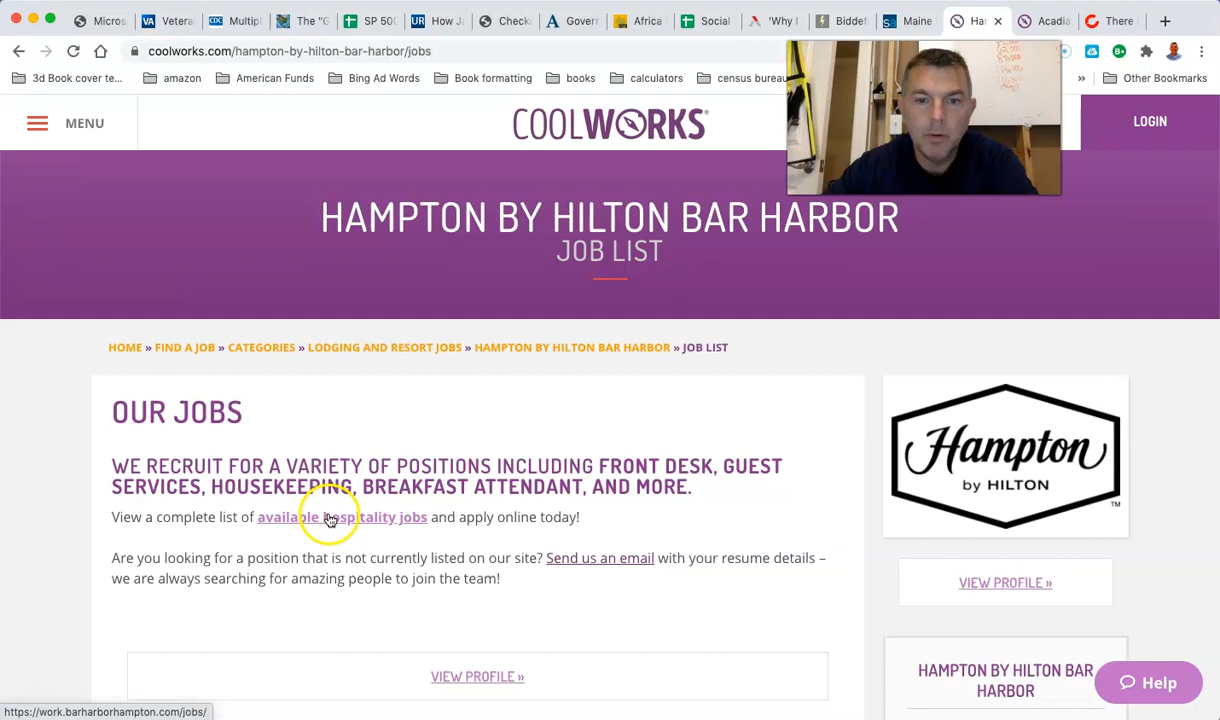 Micros
Vetera
Multip
The "G
SP 500
How J
Checke
Govern
Africa
Social
'Why I
Biddef
Maine
Har
Acadia
There
coolworks.com/hampton-by-hilton-bar-harbor/jobs
3d Book cover te...
amazon
American Funds
Bing Ad Words
Book formatting
books
calculators
census bureau
Other Bookmarks
MENU
COOLWORKS®
LOGIN
HAMPTON BY HILTON BAR HARBOR
JOB LIST
HOME » FIND A JOB » CATEGORIES » LODGING AND RESORT JOBS » HAMPTON BY HILTON BAR HARBOR » JOB LIST
OUR JOBS
WE RECRUIT FOR A VARIETY OF POSITIONS INCLUDING FRONT DESK, GUEST
SERVICES, HOUSEKEEPING, BREAKFAST ATTENDANT, AND MORE.
View a complete list of available hospitality jobs and apply online today!
Are you looking for a position that is not currently listed on our site? Send us an email with your resume details –
we are always searching for amazing people to join the team!
VIEW PROFILE »
Hampton
by HILTON™
VIEW PROFILE »
HAMPTON BY HILTON BAR
HARBOR
Help
https://work.barharborhampton.com/jobs/